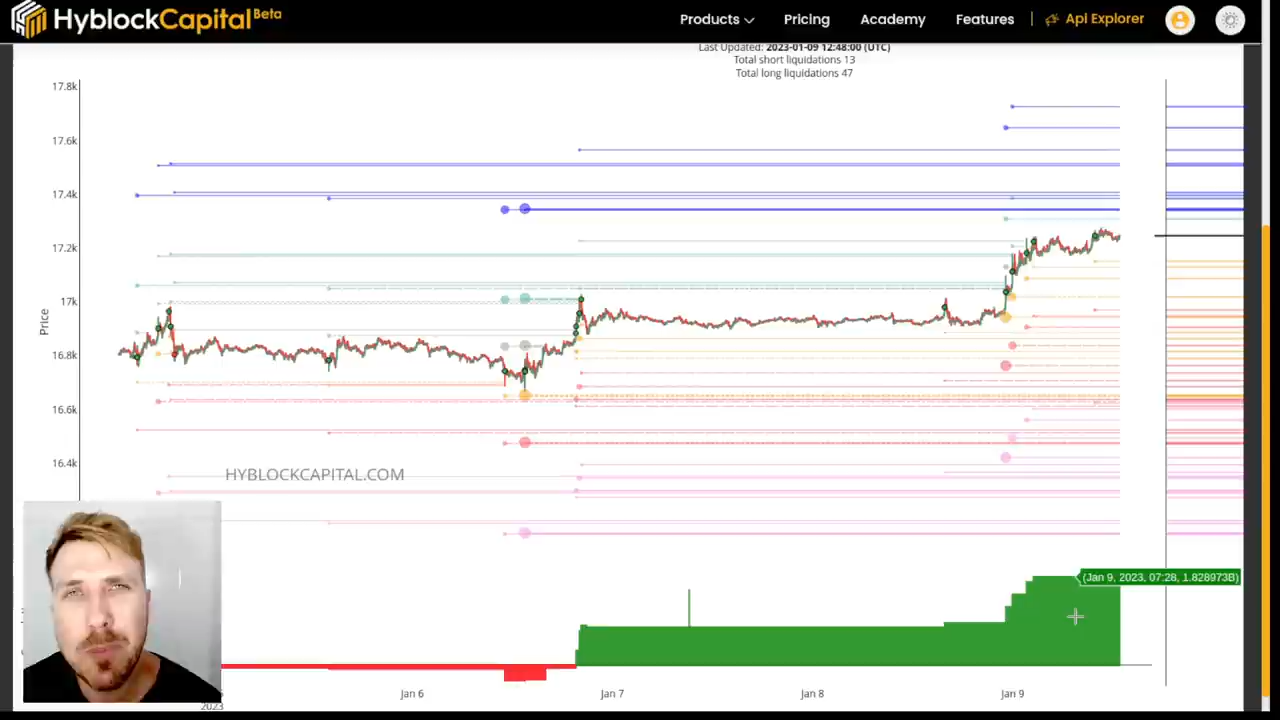 HyblockCapital Beta
Products Pricing Academy Features Api Explorer
Last Updated: 2023-01-09 12:48:00 (UTC)
Total short liquidations 13
Total long liquidations 47
17.8k
17.6k
17.4k
17.2k
17k
16.8k
16.6k
16.4k
Price
HYBLOCKCAPITAL.COM
(Jan 9, 2023, 07:28, 1.828973B)
Jan 6
Jan 7
Jan 8
Jan 9
2023